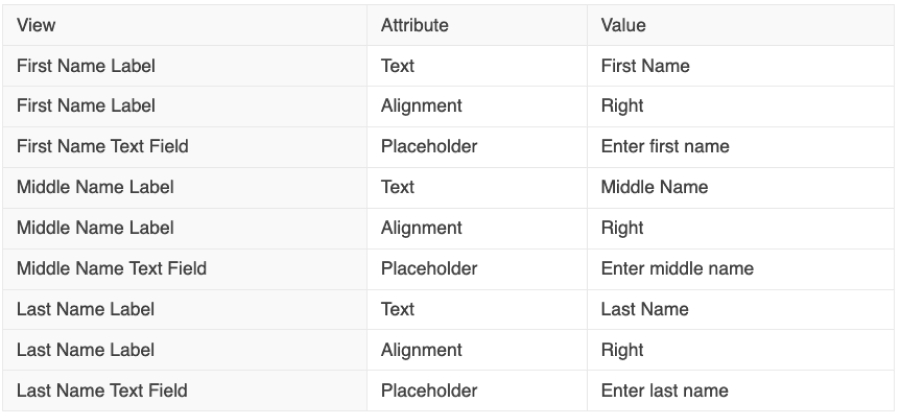 View Attribute Value
First Name Label Text First Name
First Name Label Alignment Right
First Name Text Field Placeholder Enter first name
Middle Name Label Text Middle Name
Middle Name Label Alignment Right
Middle Name Text Field Placeholder Enter middle name
Last Name Label Text Last Name
Last Name Label Alignment Right
Last Name Text Field Placeholder Enter last name